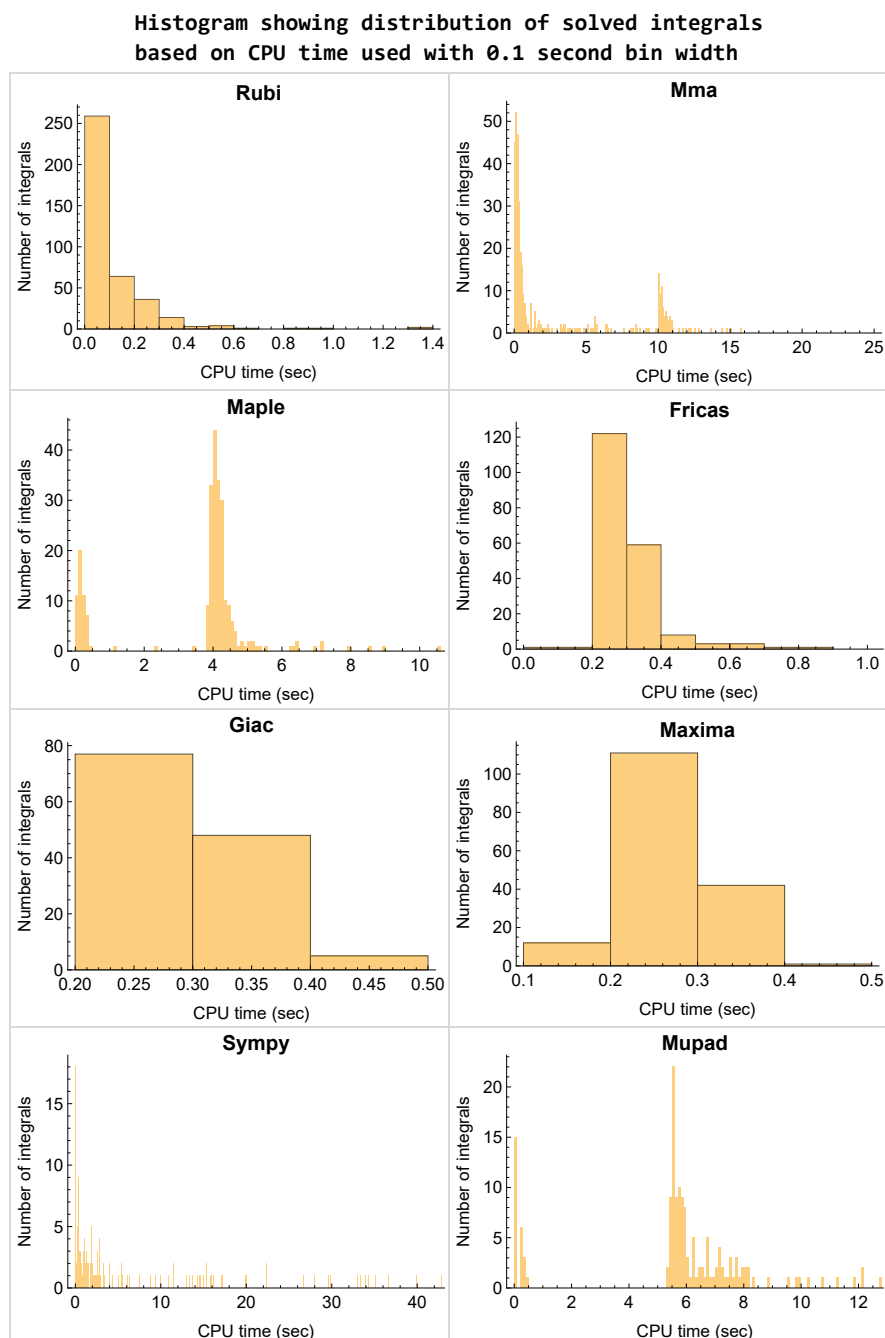 Histogram showing distribution of solved integrals
based on CPU time used with 0.1 second bin width
Rubi
Number of integrals
250
200
150
100
50
0
0.0 0.2 0.4 0.6 0.8 1.0 1.2 1.4
CPU time (sec)
Mma
Number of integrals
50
40
30
20
10
0
0 5 10 15 20 25
CPU time (sec)
Maple
Number of integrals
40
30
20
10
0
0 2 4 6 8 10
CPU time (sec)
Fricas
Number of integrals
120
100
80
60
40
20
0
0.0 0.2 0.4 0.6 0.8 1.0
CPU time (sec)
Giac
Number of integrals
80
60
40
20
0
0.20 0.25 0.30 0.35 0.40 0.45 0.50
CPU time (sec)
Maxima
Number of integrals
100
80
60
40
20
0
0.1 0.2 0.3 0.4 0.5
CPU time (sec)
Sympy
Number of integrals
15
10
5
0
0 10 20 30 40
CPU time (sec)
Mupad
Number of integrals
20
15
10
5
0
0 2 4 6 8 10 12
CPU time (sec)